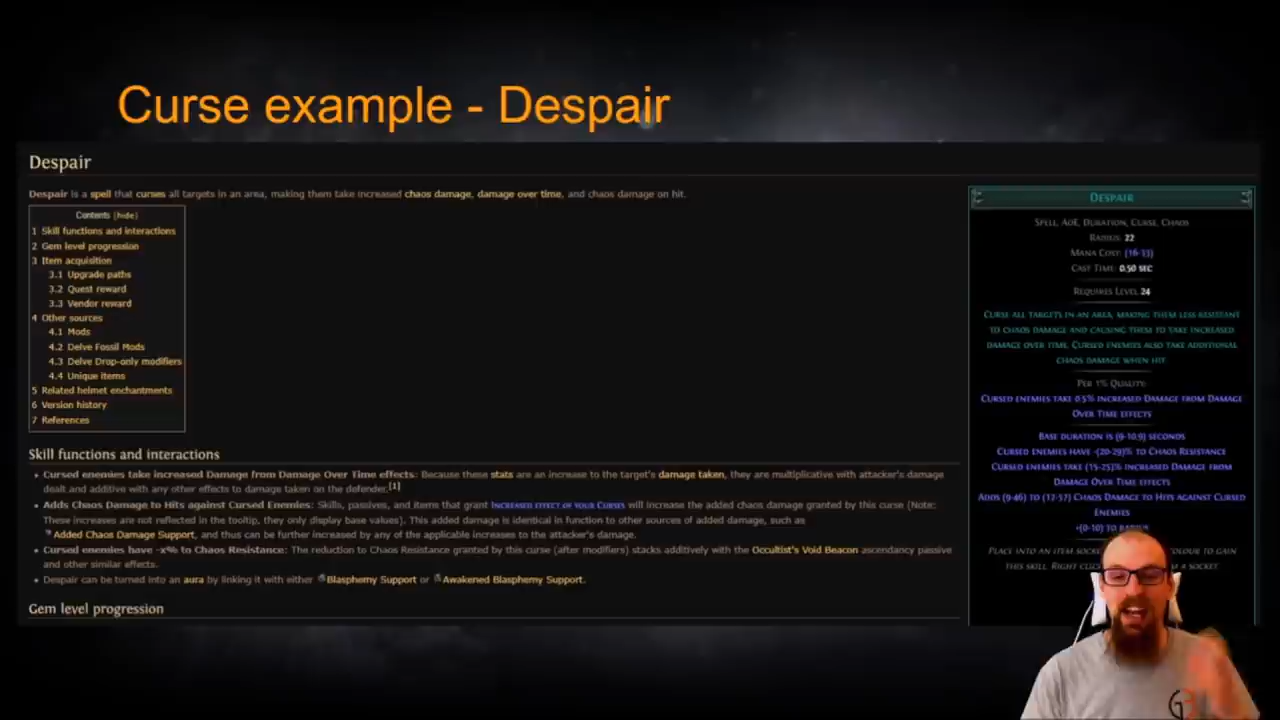 Curse example - Despair
Despair
Despair is a spell that curses all targets in an area, making them take increased chaos damage, damage over time, and chaos damage on hit.
Contents [hide]
1 Skill functions and interactions
2 Gem level progression
3 Item acquisition
3.1 Upgrade paths
3.2 Quest reward
3.3 Vendor reward
4 Other sources
4.1 Mods
4.2 Delve Fossil Mods
4.3 Delve Drop-only modifiers
4.4 Unique items
5 Related helmet enchantments
6 Version history
7 References
Skill functions and interactions
• Cursed enemies take increased Damage from Damage Over Time effects: Because these stats are an increase to the target's damage taken, they are multiplicative with attacker's damage
dealt and additive with any other effects to damage taken on the defender.[1]
• Adds Chaos Damage to Hits against Cursed Enemies: Skills, passives, and items that grant Increased effect of your Curses will increase the added chaos damage granted by this curse (Note:
These increases are not reflected in the tooltip, they only display base values). This added damage is identical in function to other sources of added damage, such as
Added Chaos Damage Support, and thus can be further increased by any of the applicable increases to the attacker's damage.
• Cursed enemies have -x% to Chaos Resistance: The reduction to Chaos Resistance granted by this curse (after modifiers) stacks additively with the Occultist's Void Beacon ascendancy passive
and other similar effects.
• Despair can be turned into an aura by linking it with either Blasphemy Support or Awakened Blasphemy Support.
Gem level progression
Despair
Spell, AoE, Duration, Curse, Chaos
Radius: 22
Mana Cost: (16-33)
Cast Time: 0.50 sec
Requires Level 24
Curse all targets in an area, making them less resistant
to chaos damage and causing them to take increased
damage over time. Cursed enemies also take additional
chaos damage when hit.
Per 1% Quality:
Cursed enemies take 0.5% increased Damage from Damage
Over Time effects
Base duration is (9-10.9) seconds
Cursed enemies have -(20-29)% to Chaos Resistance
Cursed enemies take (15-25)% increased Damage from
Damage Over Time effects
Adds (9-46) to (12-57) Chaos Damage to Hits against Cursed
Enemies
+(0-10) to radius
Place into an item socke colour to gain
this skill. Right clic m a socket.